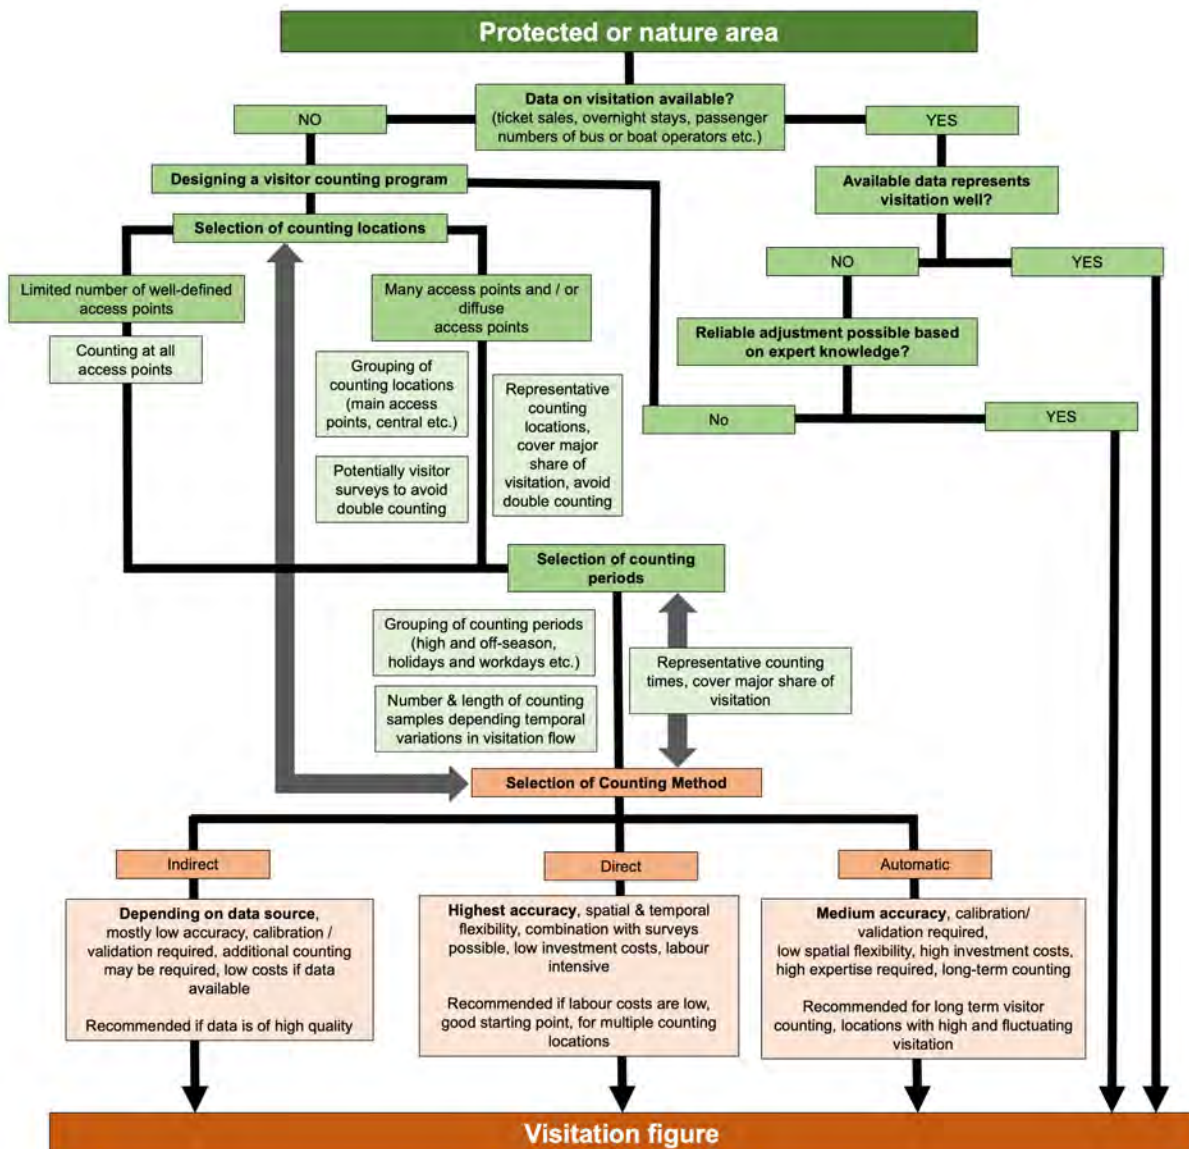 Protected or nature area
Data on visitation available?
(ticket sales, overnight stays, passenger
numbers of bus or boat operators etc.)
NO
YES
Designing a visitor counting program
Available data represents
visitation well?
Selection of counting locations
NO
YES
Limited number of well-defined
access points
Many access points and / or
diffuse
access points
Reliable adjustment possible based
on expert knowledge?
Counting at all
access points
Grouping of
counting locations
(main access
points, central etc.)
Representative
counting
locations,
cover major
share of
visitation, avoid
double counting
No
YES
Potentially visitor
surveys to avoid
double counting
Selection of counting
periods
Grouping of counting periods
(high and off-season,
holidays and workdays etc.)
Representative counting
times, cover major share of
visitation
Number & length of counting
samples depending temporal
variations in visitation flow
Selection of Counting Method
Indirect
Direct
Automatic
Depending on data source,
mostly low accuracy, calibration /
validation required, additional counting
may be required, low costs if data
available
Recommended if data is of high quality
Highest accuracy, spatial & temporal
flexibility, combination with surveys
possible, low investment costs, labour
intensive
Recommended if labour costs are low,
good starting point, for multiple counting
locations
Medium accuracy, calibration/
validation required,
low spatial flexibility, high investment costs,
high expertise required, long-term counting
Recommended for long term visitor
counting, locations with high and fluctuating
visitation
Visitation figure